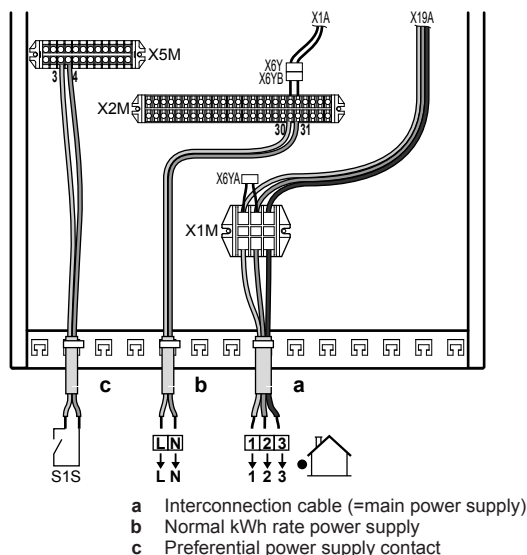 X1A X19A
X5M
3 4
X6Y
X6YB
X2M
30 31
X6YA
X1M
c b a
L N 1 2 3
S1S L N 1 2 3
a Interconnection cable (=main power supply)
b Normal kWh rate power supply
c Preferential power supply contact